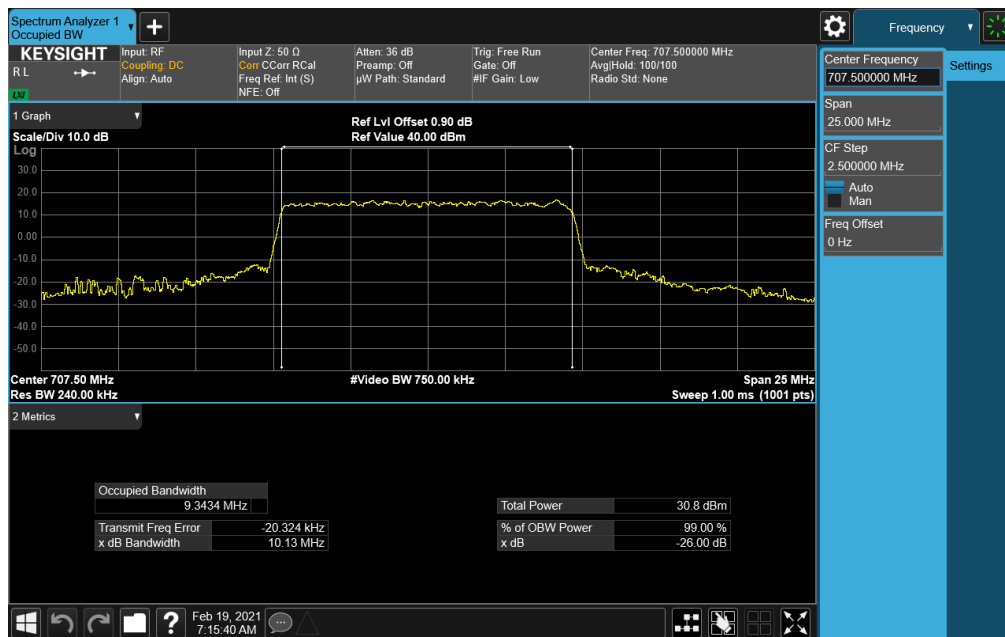 Spectrum Analyzer 1
Occupied BW
Frequency
KEYSIGHT
R L
LXI
Input: RF
Coupling: DC
Align: Auto
Input Z: 50 Ω
Corr CCorr RCal
Freq Ref: Int (S)
NFE: Off
Atten: 36 dB
Preamp: Off
µW Path: Standard
Trig: Free Run
Gate: Off
#IF Gain: Low
Center Freq: 707.500000 MHz
Avg|Hold: 100/100
Radio Std: None
Center Frequency
707.500000 MHz
Settings
Span
25.000 MHz
CF Step
2.500000 MHz
Auto
Man
Freq Offset
0 Hz
1 Graph
Scale/Div 10.0 dB
Ref Lvl Offset 0.90 dB
Ref Value 40.00 dBm
Log
30.0
20.0
10.0
0.00
-10.0
-20.0
-30.0
-40.0
-50.0
Center 707.50 MHz
Res BW 240.00 kHz
#Video BW 750.00 kHz
Span 25 MHz
Sweep 1.00 ms (1001 pts)
2 Metrics
Occupied Bandwidth
9.3434 MHz
Transmit Freq Error -20.324 kHz
x dB Bandwidth 10.13 MHz
Total Power 30.8 dBm
% of OBW Power 99.00 %
x dB -26.00 dB
Feb 19, 2021
7:15:40 AM